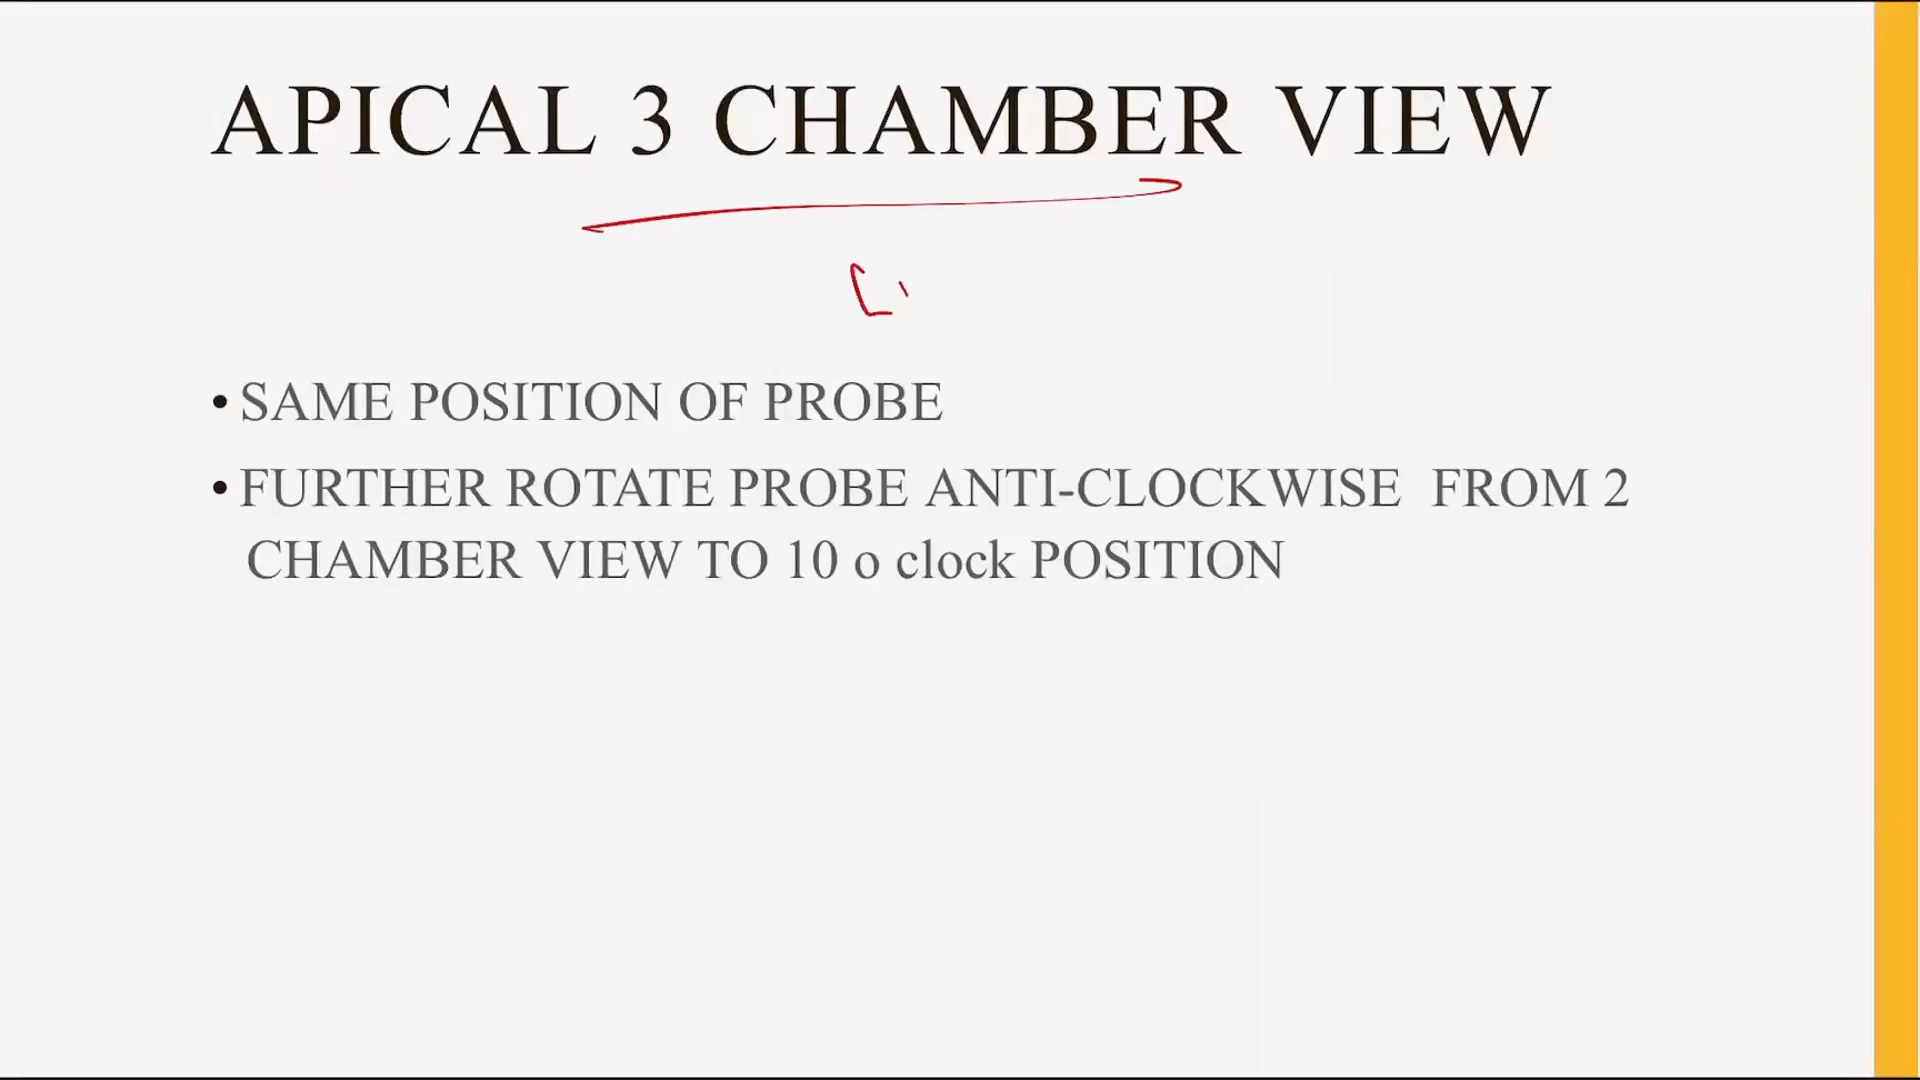 APICAL 3 CHAMBER VIEW
• SAME POSITION OF PROBE
• FURTHER ROTATE PROBE ANTI-CLOCKWISE FROM 2
CHAMBER VIEW TO 10 o clock POSITION